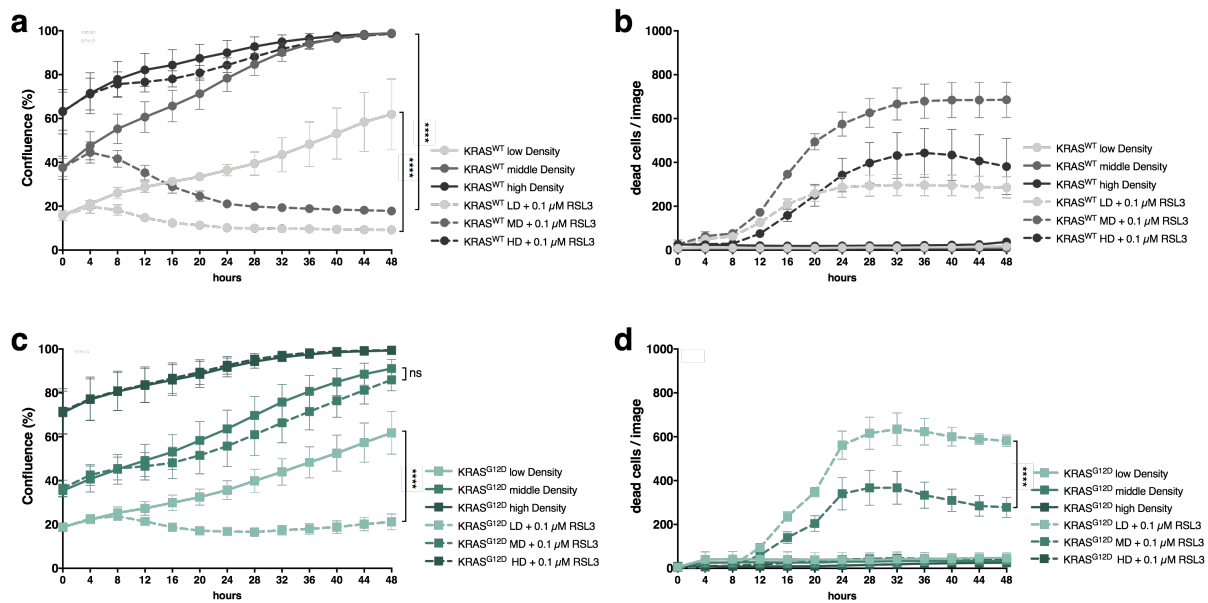 a
Confluence (%)
100
80
60
40
20
0
0 4 8 12 16 20 24 28 32 36 40 44 48
hours
****
****
KRASWT low Density
KRASWT middle Density
KRASWT high Density
KRASWT LD + 0.1 µM RSL3
KRASWT MD + 0.1 µM RSL3
KRASWT HD + 0.1 µM RSL3
b
dead cells / image
1000
800
600
400
200
0
0 4 8 12 16 20 24 28 32 36 40 44 48
hours
KRASWT low Density
KRASWT middle Density
KRASWT high Density
KRASWT LD + 0.1 µM RSL3
KRASWT MD + 0.1 µM RSL3
KRASWT HD + 0.1 µM RSL3
c
Confluence (%)
100
80
60
40
20
0
0 4 8 12 16 20 24 28 32 36 40 44 48
hours
ns
****
KRASG12D low Density
KRASG12D middle Density
KRASG12D high Density
KRASG12D LD + 0.1 µM RSL3
KRASG12D MD + 0.1 µM RSL3
KRASG12D HD + 0.1 µM RSL3
d
dead cells / image
1000
800
600
400
200
0
0 4 8 12 16 20 24 28 32 36 40 44 48
hours
****
KRASG12D low Density
KRASG12D middle Density
KRASG12D high Density
KRASG12D LD + 0.1 µM RSL3
KRASG12D MD + 0.1 µM RSL3
KRASG12D HD + 0.1 µM RSL3